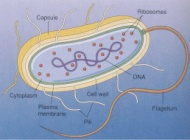 Capsule
Ribosomes
Cytoplasm
Plasma
membrane
Cell wall
Pili
DNA
Flagellum